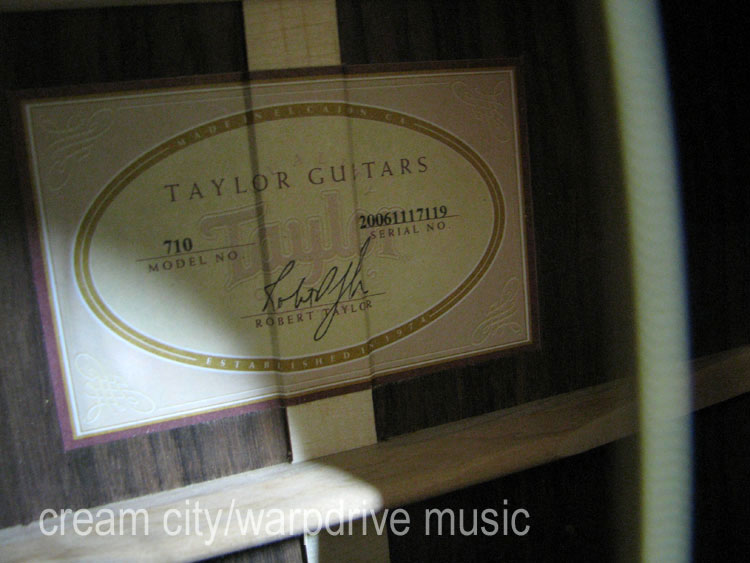 MADE IN EL CAJON, CA
TAYLOR GUITARS
Taylor
710
20061117119
MODEL NO.
SERIAL NO.
ROBERT TAYLOR
ESTABLISHED IN 1974
cream city/warpdrive music